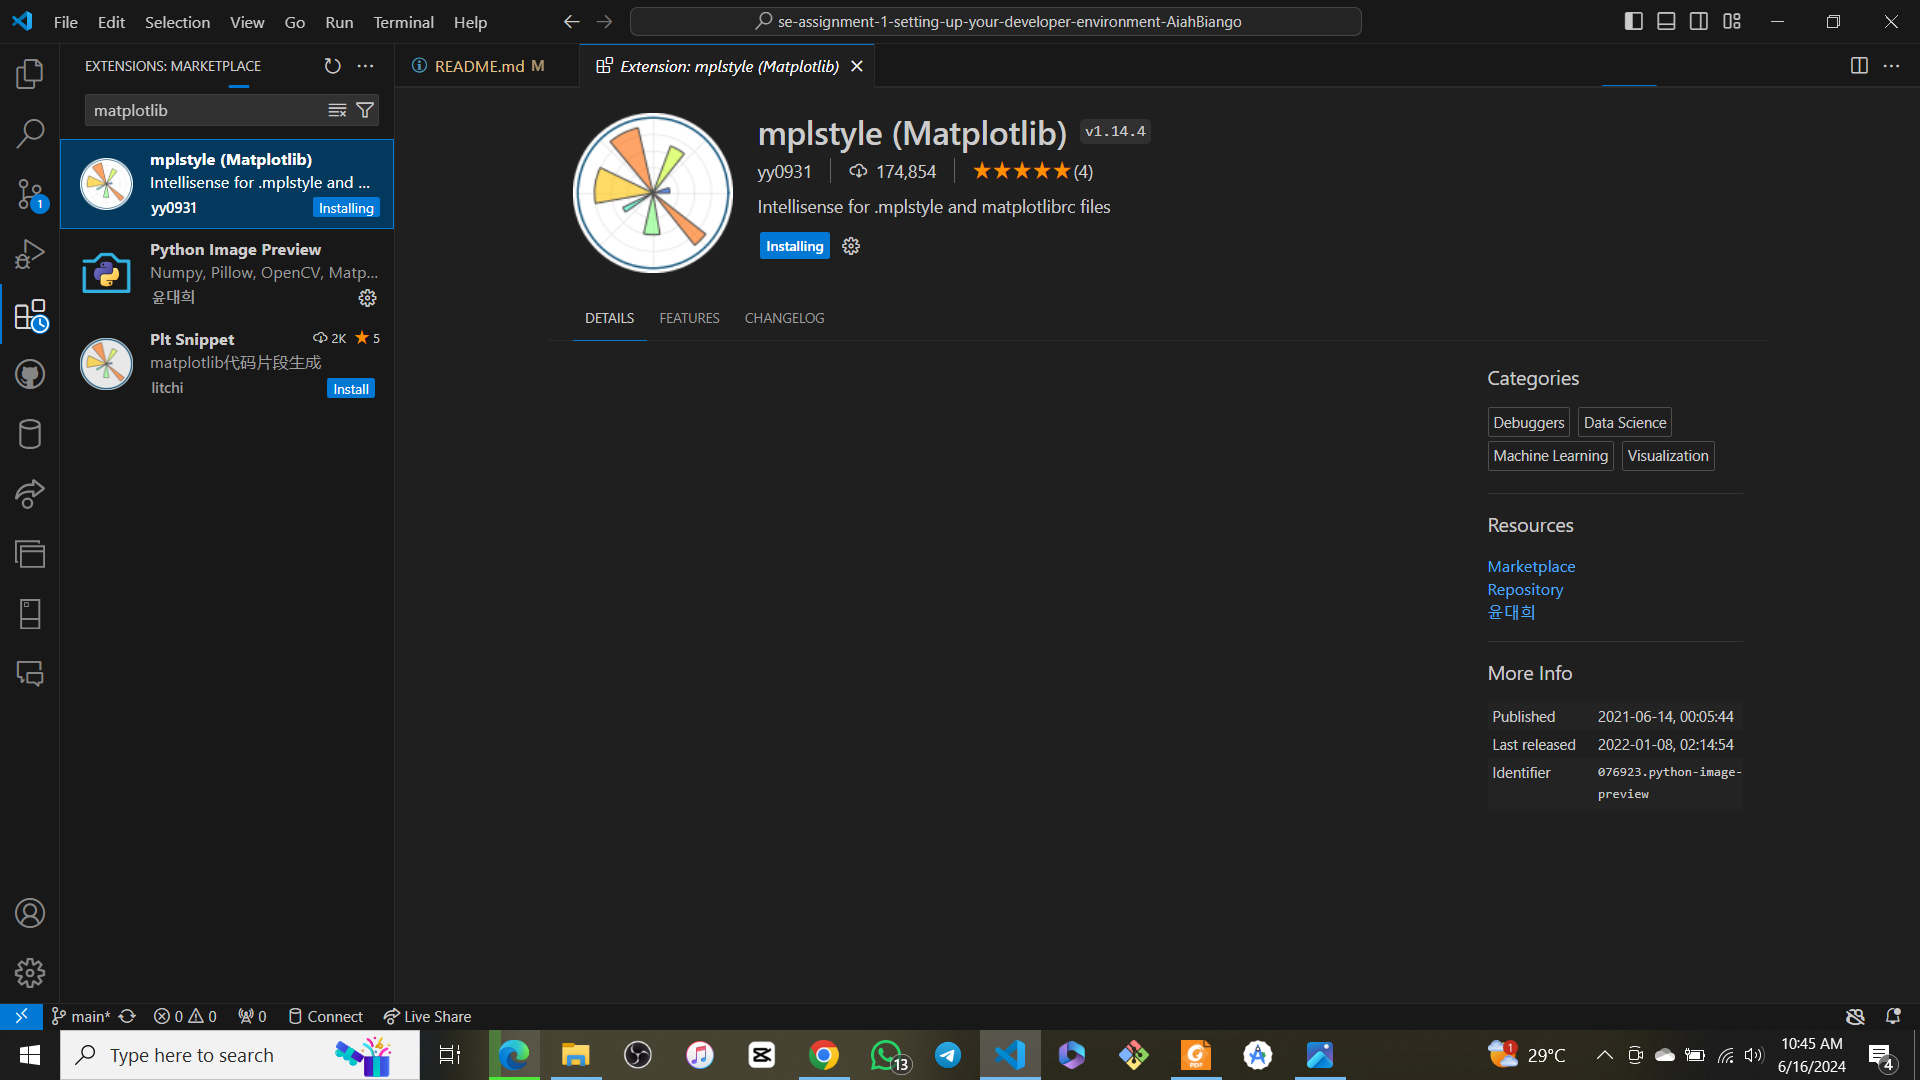 File Edit Selection View Go Run Terminal Help
se-assignment-1-setting-up-your-developer-environment-AiahBiango
EXTENSIONS: MARKETPLACE
matplotlib
mplstyle (Matplotlib)
Intellisense for .mplstyle and ...
yy0931
Installing
Python Image Preview
Numpy, Pillow, OpenCV, Matp...
윤대희
Plt Snippet
2K
5
matplotlib代码片段生成
litchi
Install
1
README.md M
Extension: mplstyle (Matplotlib)
mplstyle (Matplotlib)
v1.14.4
yy0931
174,854
(4)
Intellisense for .mplstyle and matplotlibrc files
Installing
DETAILS FEATURES CHANGELOG
Categories
Debuggers Data Science
Machine Learning Visualization
Resources
Marketplace
Repository
윤대희
More Info
Published 2021-06-14, 00:05:44
Last released 2022-01-08, 02:14:54
Identifier 076923.python-image-
preview
main* 0 0 0 Connect Live Share
Type here to search
13
1
29°C
10:45 AM
6/16/2024
4